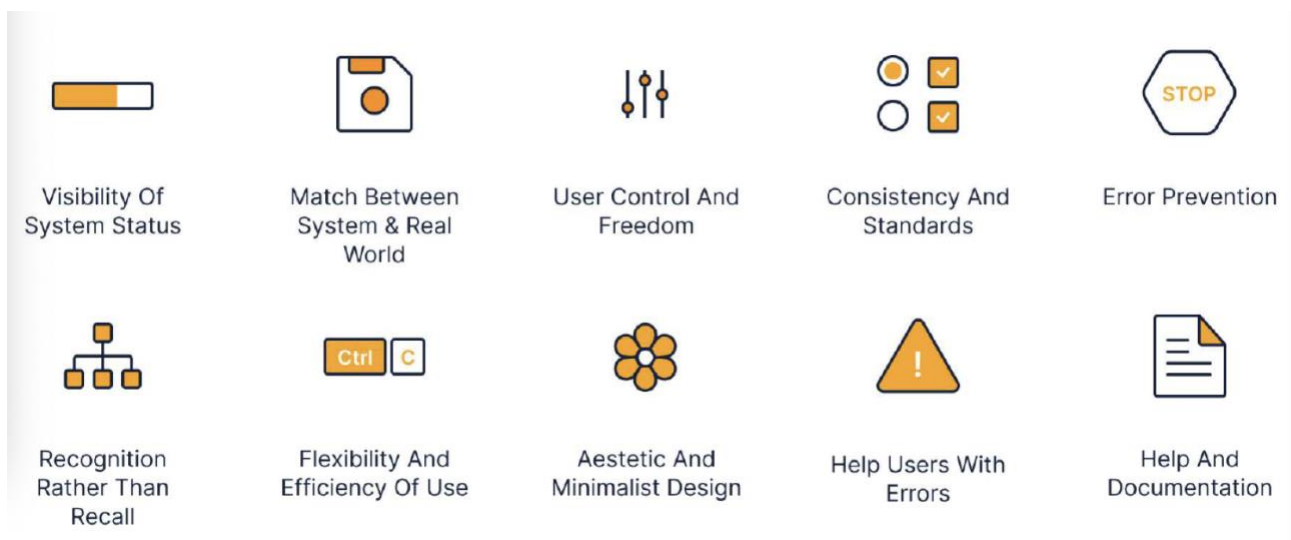 STOP
Visibility Of
System Status
Match Between
System & Real
World
User Control And
Freedom
Consistency And
Standards
Error Prevention
Ctrl C
!
Recognition
Rather Than
Recall
Flexibility And
Efficiency Of Use
Aestetic And
Minimalist Design
Help Users With
Errors
Help And
Documentation